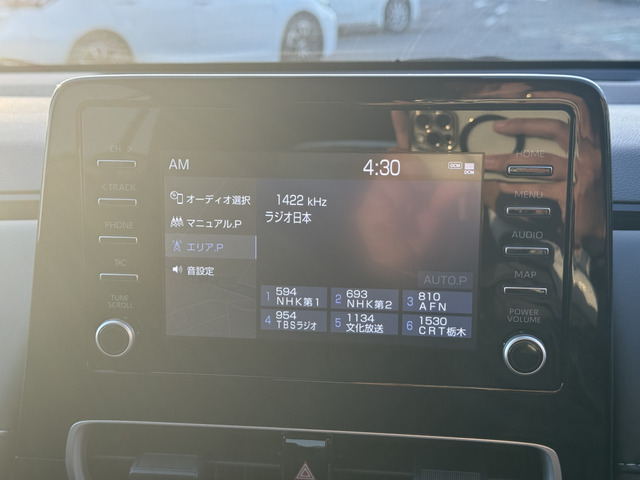 CH >
< TRACK
PHONE
TUNE
SCROLL
AM
4:30
DCM
オーディオ選択
マニュアル.P
エリア.P
音設定
1422 kHz
ラジオ日本
AUTO.P
1 594 NHK第1
2 693 NHK第2
3 810 AFN
4 954 TBSラジオ
5 1134 文化放送
6 1530 CRT栃木
HOME
MENU
AUDIO
MAP
POWER
VOLUME